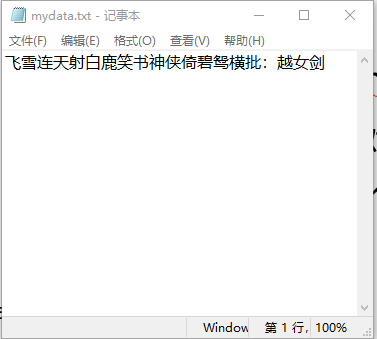 mydata.txt - 记事本
文件(F) 编辑(E) 格式(O) 查看(V) 帮助(H)
飞雪连天射白鹿笑书神侠倚碧鸳横批：越女剑
Window 第 1 行, 100%